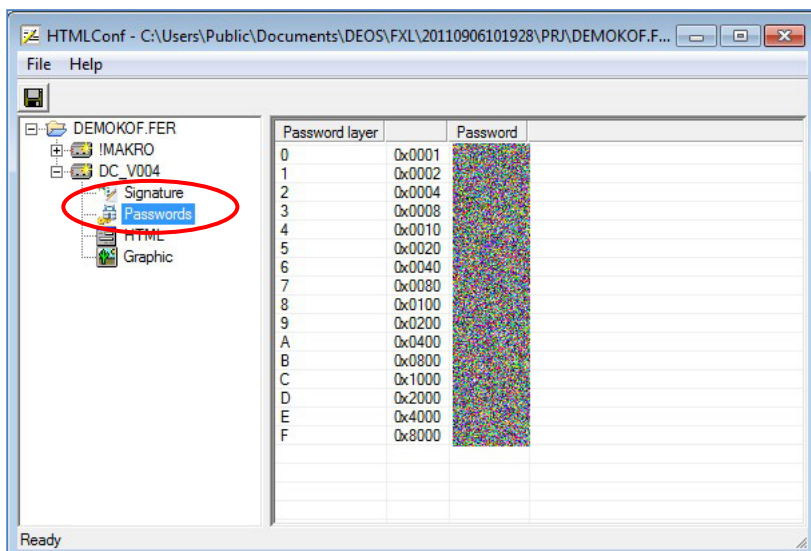 HTMLConf - C:\Users\Public\Documents\DEOS\FXL\20110906101928\PRJ\DEMOKOF.F...
File Help
DEMOKOF.FER
!MAKRO
DC_V004
Signature
Passwords
HTML
Graphic
Password layer Password
0 0x0001
1 0x0002
2 0x0004
3 0x0008
4 0x0010
5 0x0020
6 0x0040
7 0x0080
8 0x0100
9 0x0200
A 0x0400
B 0x0800
C 0x1000
D 0x2000
E 0x4000
F 0x8000
Ready